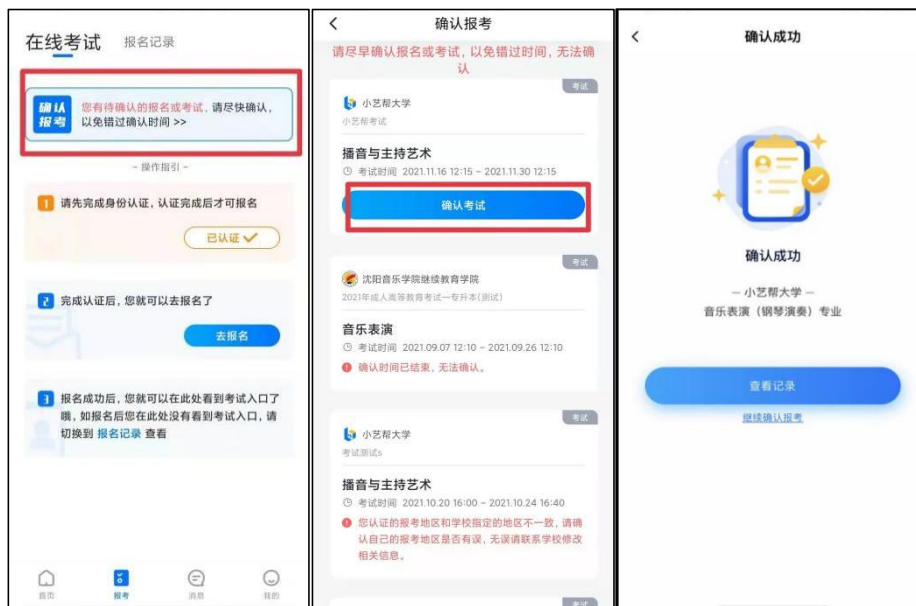 在线考试 报名记录
确认
报考
您有待确认的报名或考试，请尽快确认，
以免错过确认时间 >>
- 操作指引 -
1 请先完成身份认证，认证完成后才可报名
已认证
2 完成认证后，您就可以去报名了
去报名
3 报名成功后，您就可以在此处看到考试入口了
哦，如报名后您在此处没有看到考试入口，请
切换到 报名记录 查看
首页 报考 消息 我的
确认报考
请尽早确认报名或考试，以免错过时间，无法确
认
考试
小艺帮大学
小艺帮考试
播音与主持艺术
考试时间 2021.11.16 12:15 - 2021.11.30 12:15
确认考试
考试
沈阳音乐学院继续教育学院
2021年成人高等教育考试—专升本(测试)
音乐表演
考试时间 2021.09.07 12:10 - 2021.09.26 12:10
确认时间已结束，无法确认。
考试
小艺帮大学
考试测试s
播音与主持艺术
考试时间 2021.10.20 16:00 - 2021.10.24 16:40
您认证的报考地区和学校指定的地区不一致，请确
认自己的报考地区是否有误，无误请联系学校修改
相关信息。
考试
确认成功
确认成功
— 小艺帮大学 —
音乐表演（钢琴演奏）专业
查看记录
继续确认报考